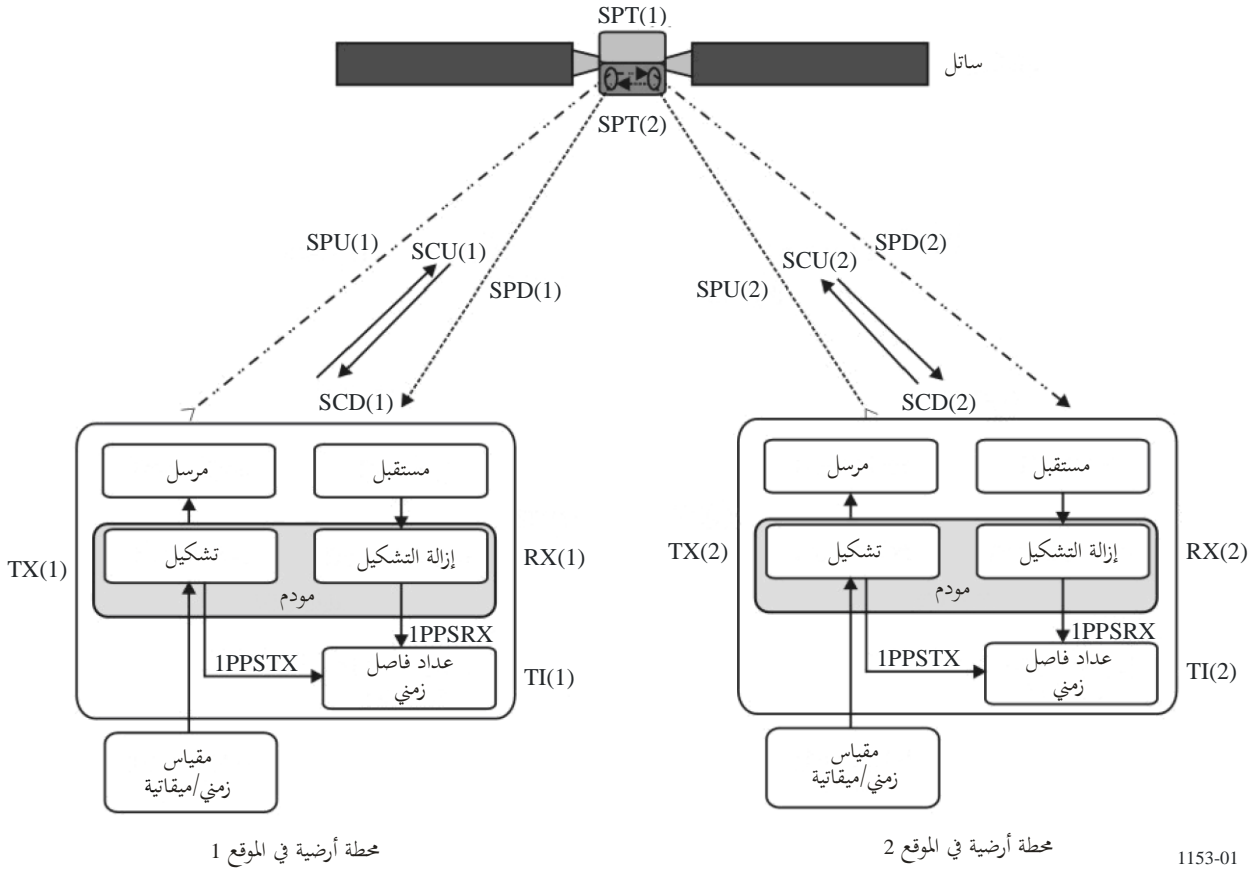 SPT(1)
ساتل
SPT(2)
SPU(1)
SCU(1)
SPD(1)
SCD(1)
SCU(2)
SPD(2)
SPU(2)
SCD(2)
مرسل
مستقبل
TX(1)
تشكيل
إزالة التشكيل
RX(1)
مودم
1PPSRX
1PPSTX
عداد فاصل
زمني
TI(1)
مقياس
زمني/ميقاتية
محطة أرضية في الموقع 1
مرسل
مستقبل
TX(2)
تشكيل
إزالة التشكيل
RX(2)
مودم
1PPSRX
1PPSTX
عداد فاصل
زمني
TI(2)
مقياس
زمني/ميقاتية
محطة أرضية في الموقع 2
1153-01